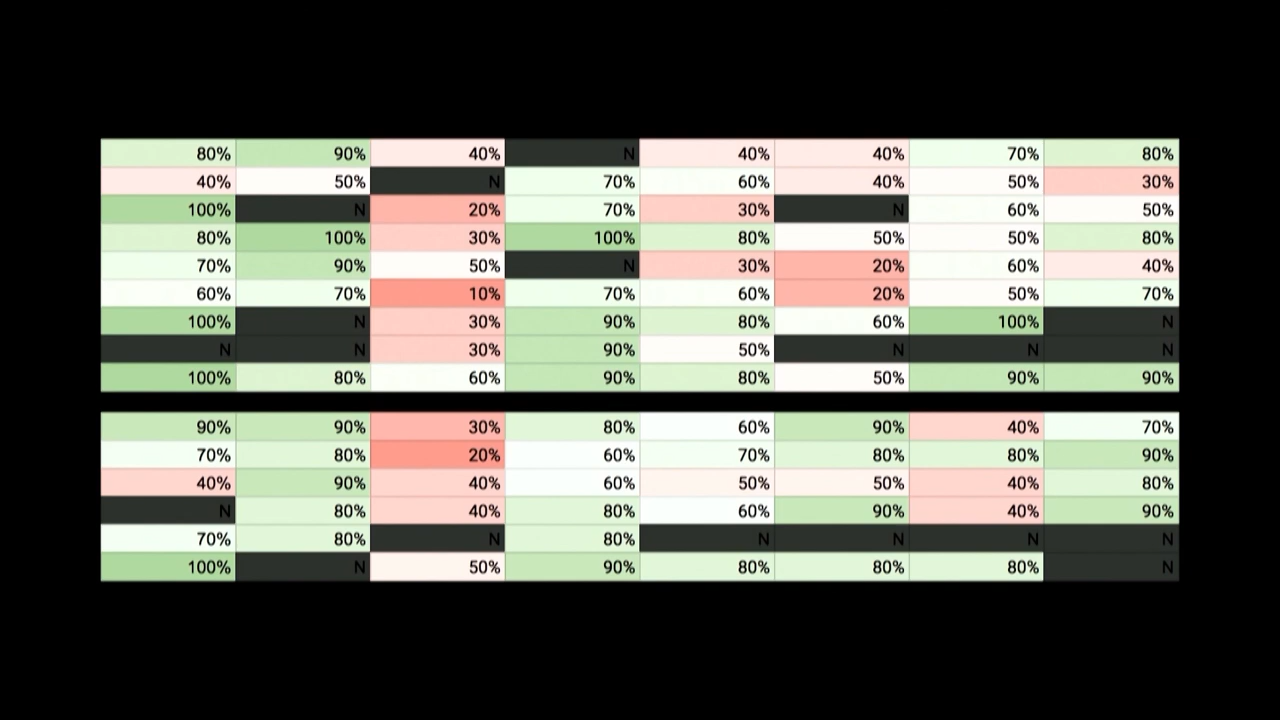 80% 90% 40% N 40% 40% 70% 80%
40% 50% N 70% 60% 40% 50% 30%
100% N 20% 70% 30% N 60% 50%
80% 100% 30% 100% 80% 50% 50% 80%
70% 90% 50% N 30% 20% 60% 40%
60% 70% 10% 70% 60% 20% 50% 70%
100% N 30% 90% 80% 60% 100% N
N N 30% 90% 50% N N N
100% 80% 60% 90% 80% 50% 90% 90%
90% 90% 30% 80% 60% 90% 40% 70%
70% 80% 20% 60% 70% 80% 80% 90%
40% 90% 40% 60% 50% 50% 40% 80%
N 80% 40% 80% 60% 90% 40% 90%
70% 80% N 80% N N N N
100% N 50% 90% 80% 80% 80% N